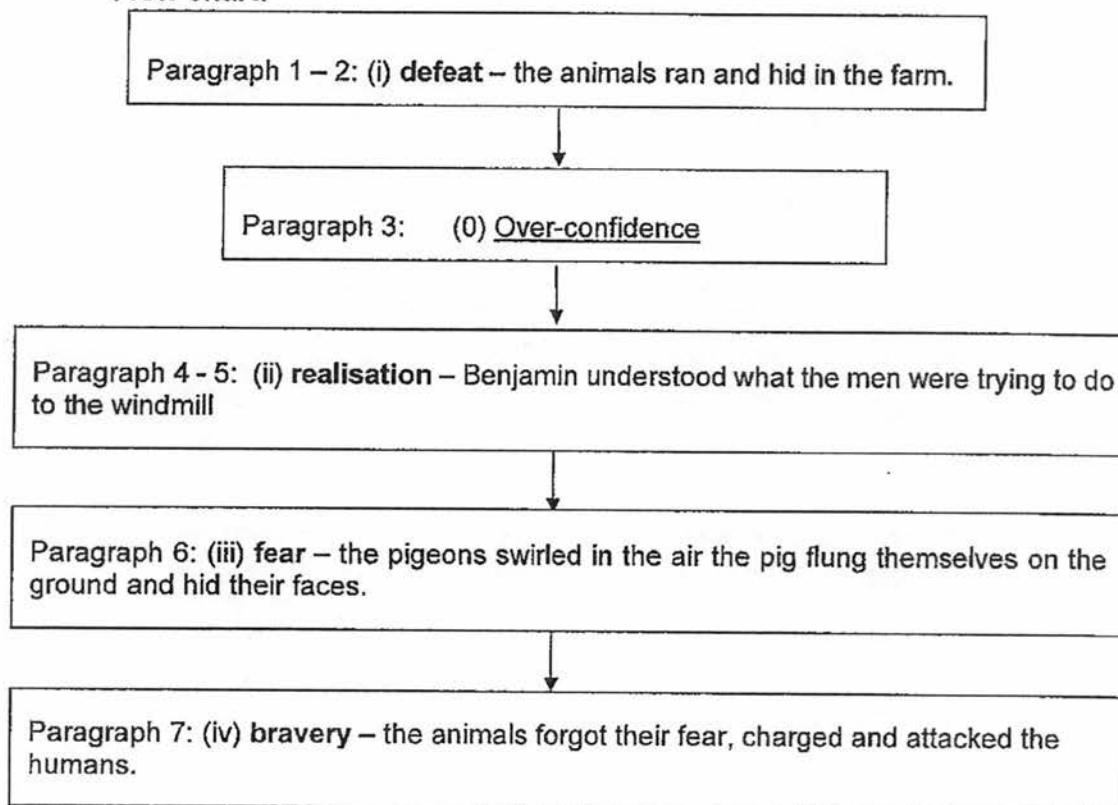 Paragraph 1 – 2: (i) defeat – the animals ran and hid in the farm.
Paragraph 3: (0) Over-confidence
Paragraph 4 - 5: (ii) realisation – Benjamin understood what the men were trying to do
to the windmill
Paragraph 6: (iii) fear – the pigeons swirled in the air the pig flung themselves on the
ground and hid their faces.
Paragraph 7: (iv) bravery – the animals forgot their fear, charged and attacked the
humans.